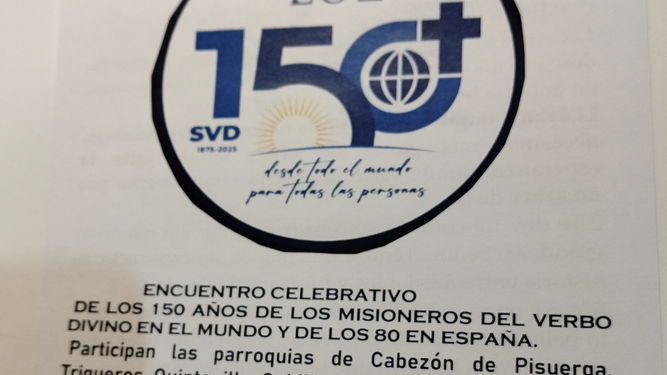 150
SVD
1875-2025
desde todo el mundo
para todas las personas
ENCUENTRO CELEBRATIVO
DE LOS 150 AÑOS DE LOS MISIONEROS DEL VERBO
DIVINO EN EL MUNDO Y DE LOS 80 EN ESPAÑA.
Participan las parroquias de Cabezón de Pisuerga,